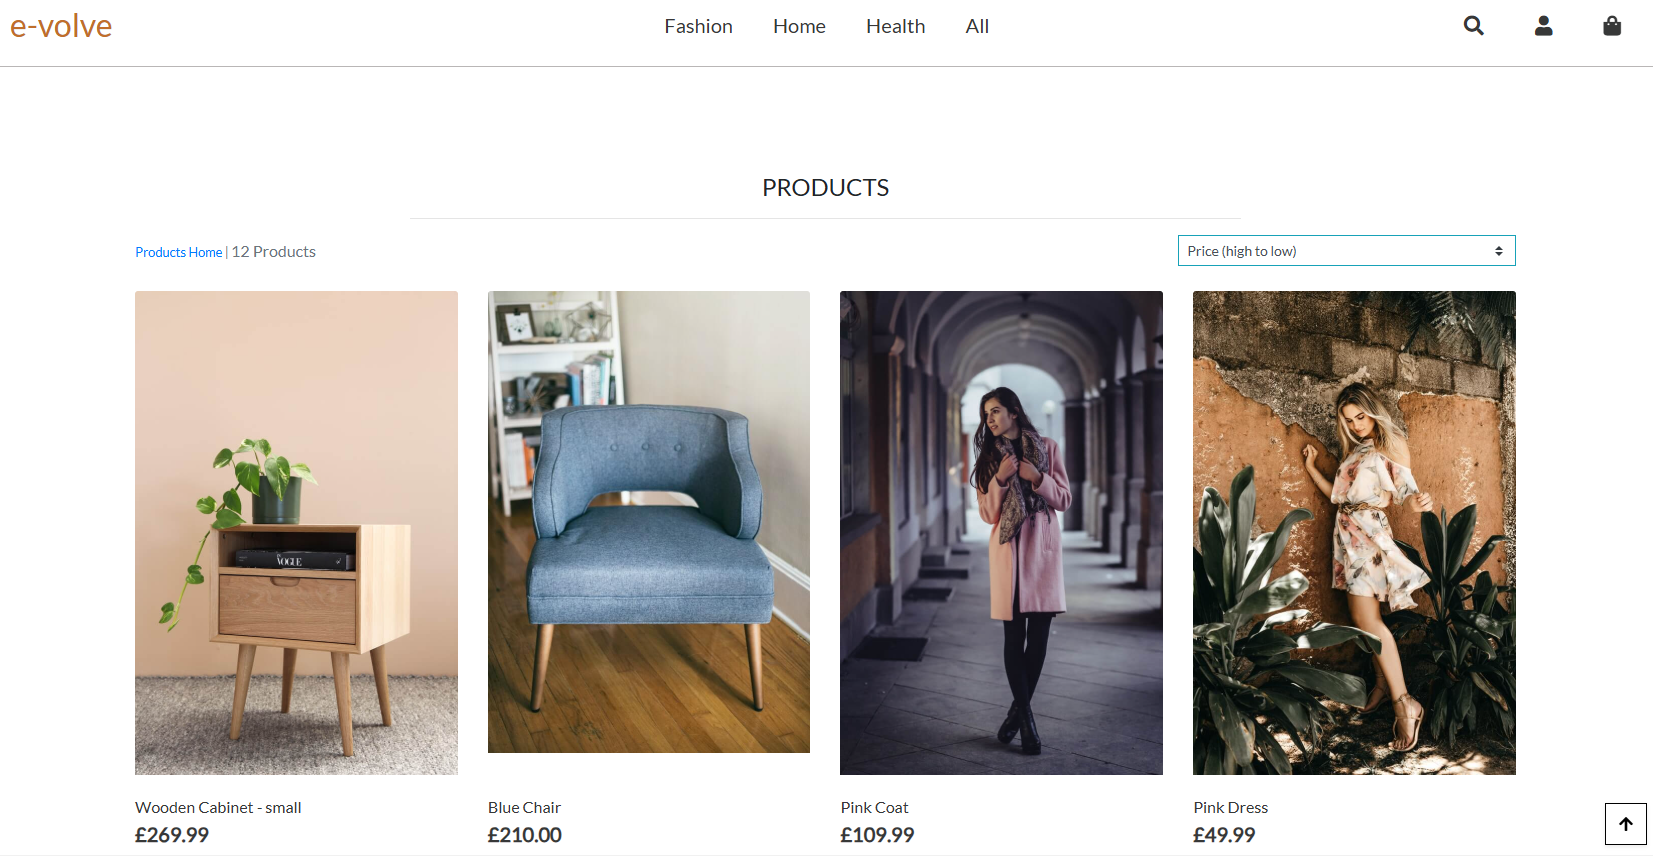 e-volve
Fashion Home Health All
PRODUCTS
Products Home | 12 Products
Price (high to low)
VOGUE
Wooden Cabinet - small
£269.99
Blue Chair
£210.00
Pink Coat
£109.99
Pink Dress
£49.99